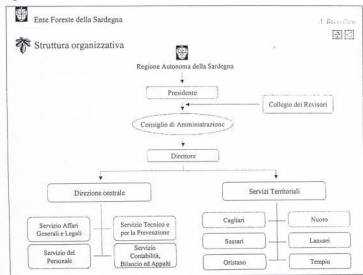 Ente Foreste della Sardegna
Struttura organizzativa
Regione Autonoma della Sardegna
Presidente
Collegio dei Revisori
Consiglio di Amministrazione
Direttore
Direzione centrale
Servizi Territoriali
Servizio Affari
Generali e Legali
Servizio Tecnico e
per la Prevenzione
Servizio del
Personale
Servizio
Contabilità,
Bilancio ed Appalti
Cagliari
Nuoro
Sassari
Lanusei
Oristano
Tempio